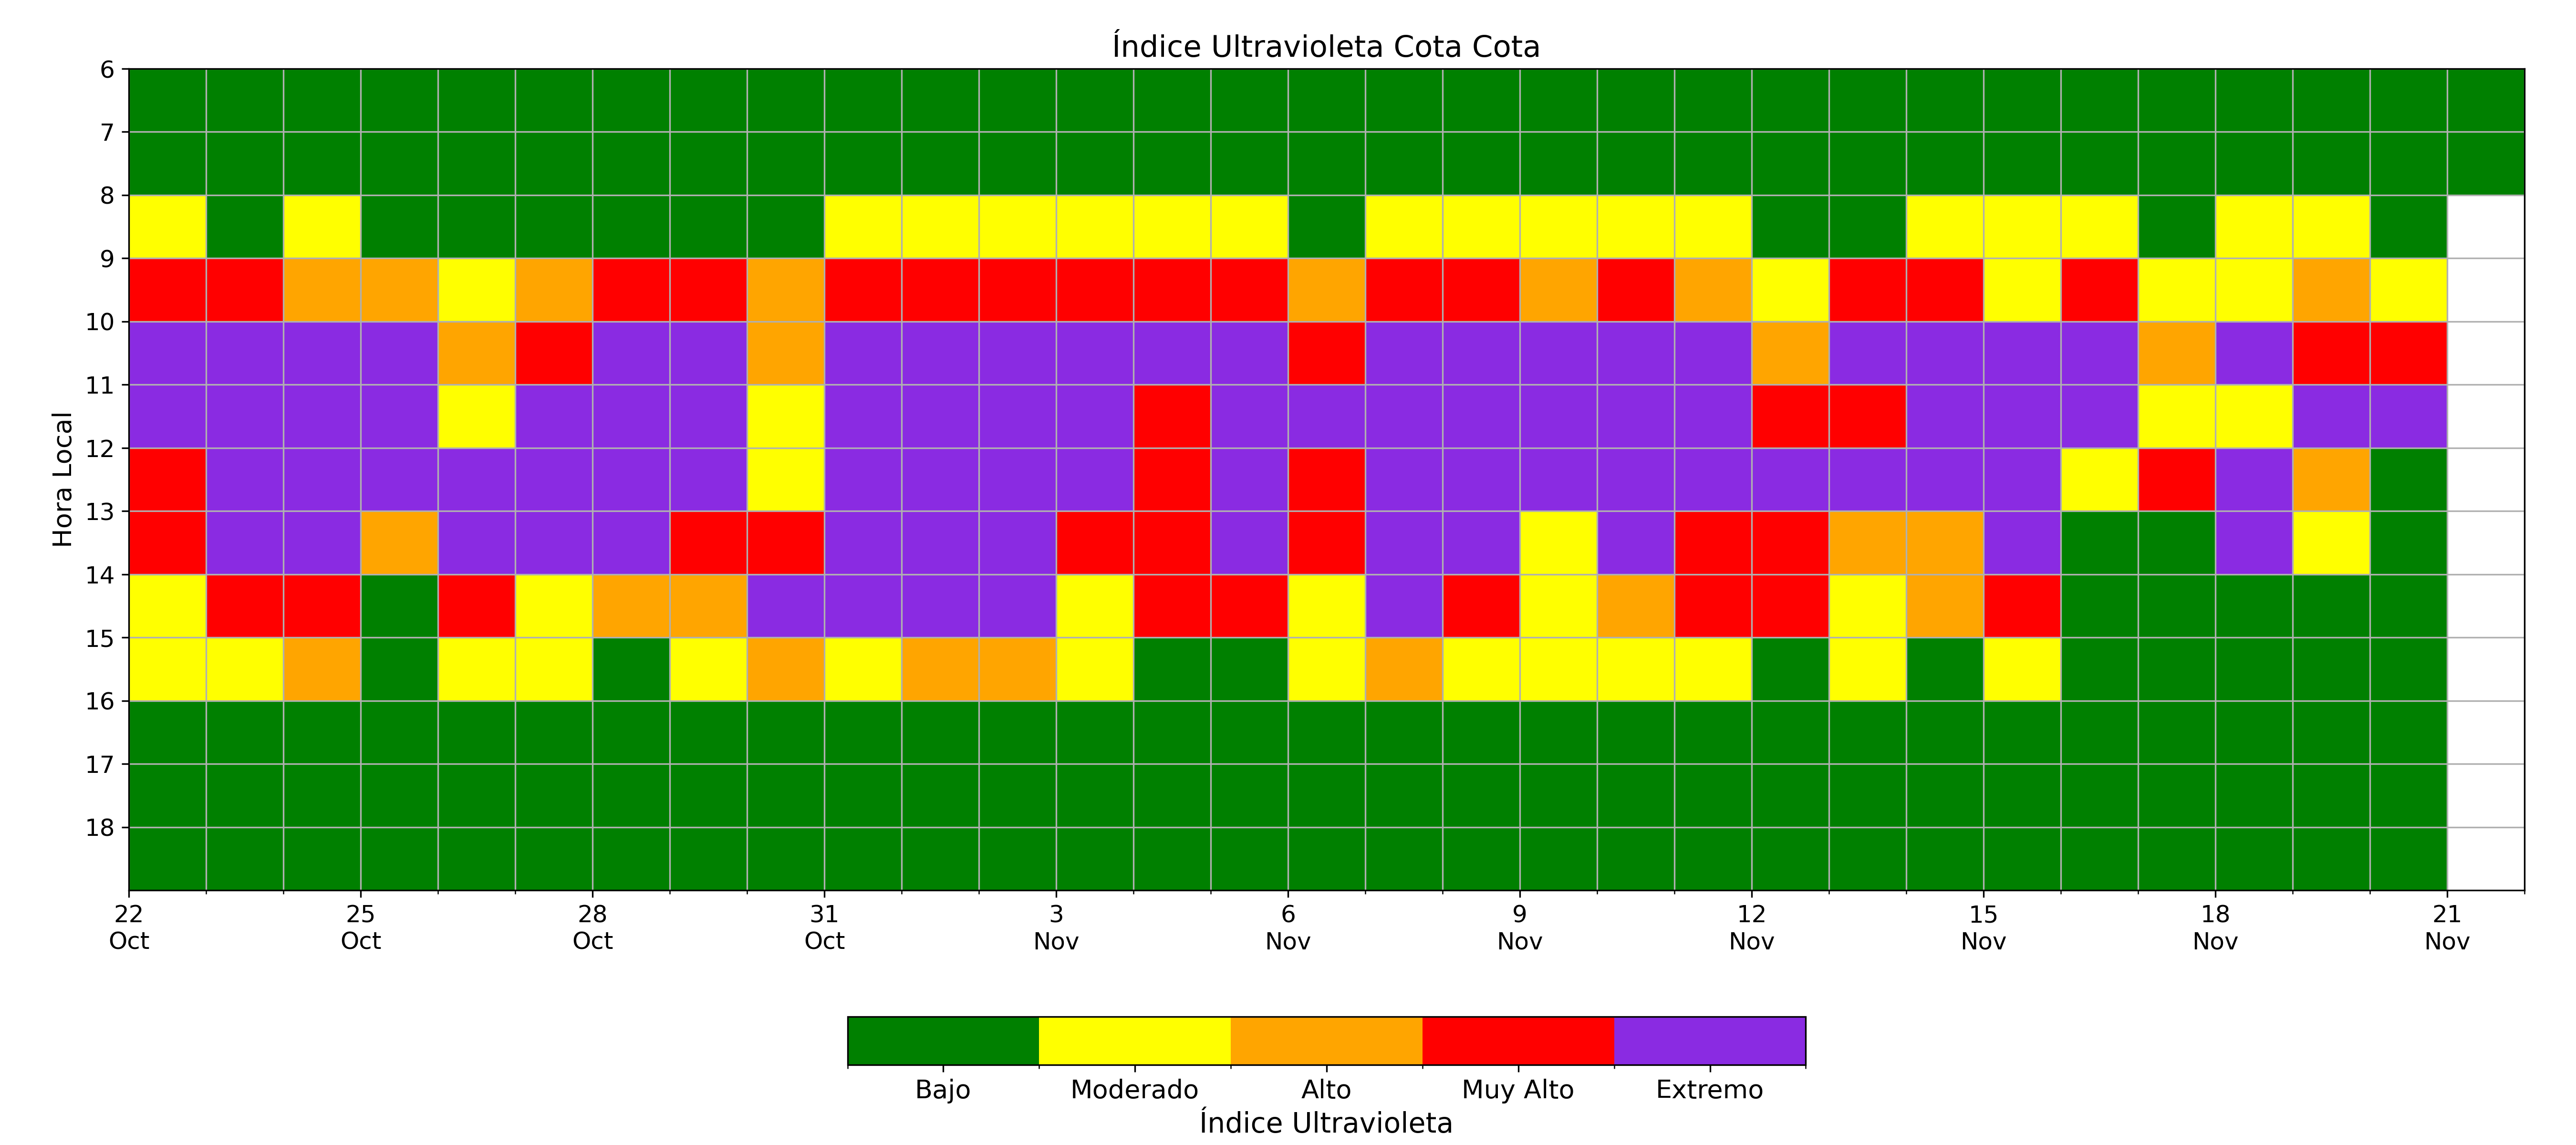 Índice Ultravioleta Cota Cota
6
7
8
9
10
11
12
13
14
15
16
17
18
Hora Local
22 25 28 31 3 6 9 12 15 18 21
Oct Oct Oct Oct Nov Nov Nov Nov Nov Nov Nov
Bajo Moderado Alto Muy Alto Extremo
Índice Ultravioleta